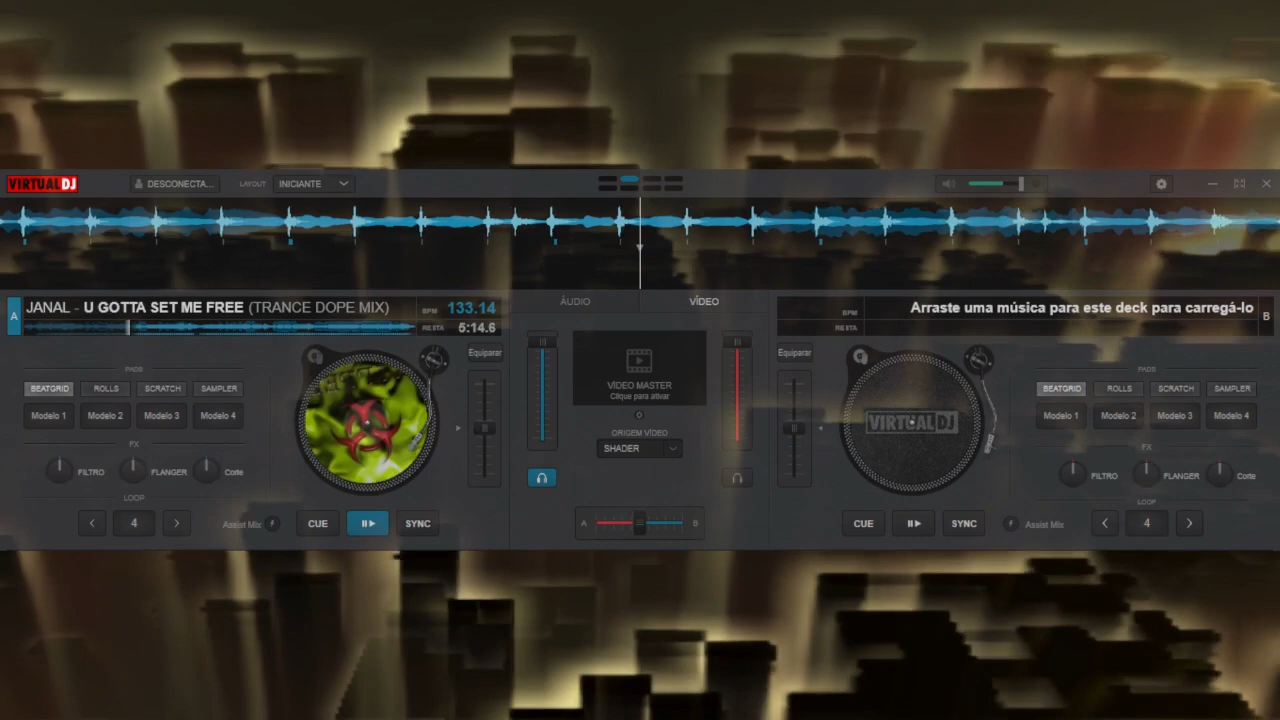 VIRTUAL DJ
DESCONECTA...
LAYOUT
INICIANTE
A
JANAL - U GOTTA SET ME FREE (TRANCE DOPE MIX)
BPM
133.14
RESTA
5:14.6
ÁUDIO
VÍDEO
BPM
RESTA
Arraste uma música para este deck para carregá-lo
B
PADS
BEATGRID
ROLLS
SCRATCH
SAMPLER
Modelo 1
Modelo 2
Modelo 3
Modelo 4
FX
FILTRO
FLANGER
Corte
LOOP
4
Assist Mix
CUE
SYNC
Equiparar
VÍDEO MASTER
Clique para ativar
ORIGEM VÍDEO
SHADER
A
B
Equiparar
VIRTUAL DJ
CUE
SYNC
PADS
BEATGRID
ROLLS
SCRATCH
SAMPLER
Modelo 1
Modelo 2
Modelo 3
Modelo 4
FX
FILTRO
FLANGER
Corte
LOOP
Assist Mix
4